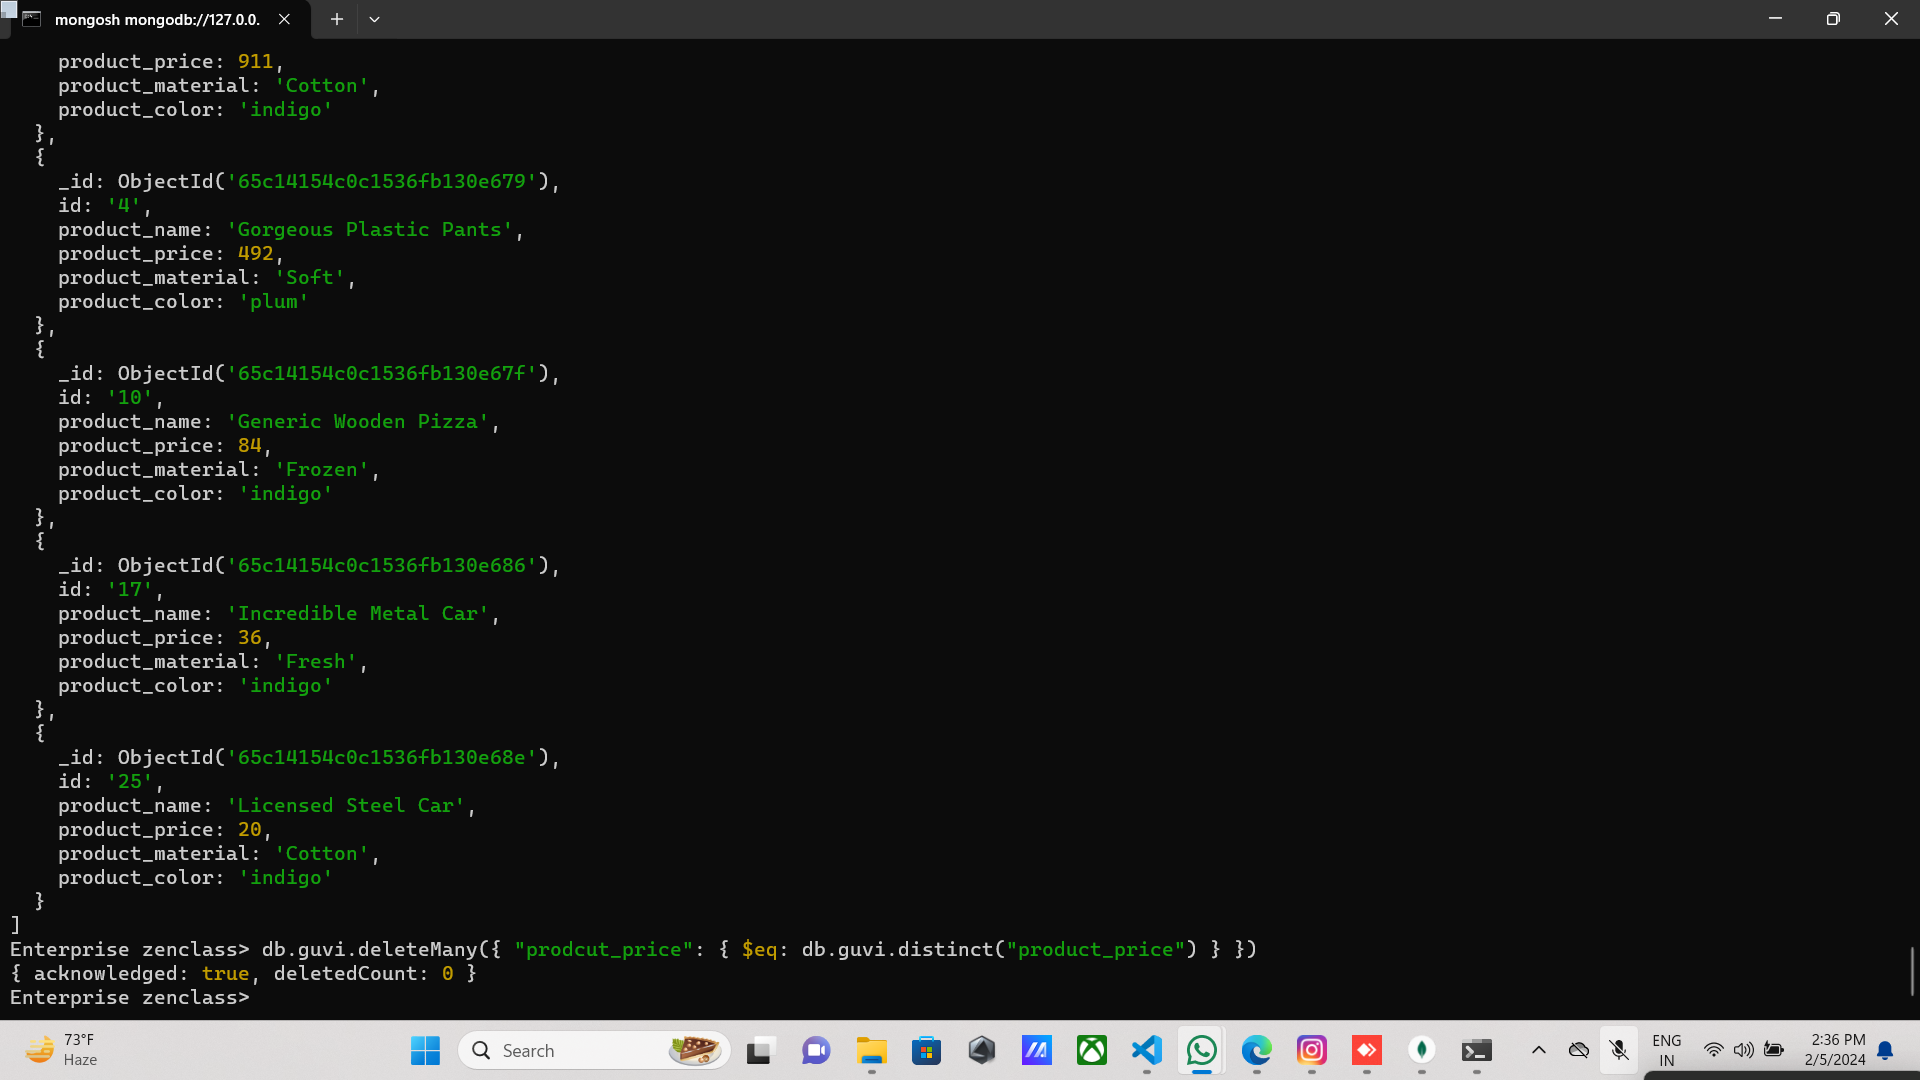 mongosh mongodb://127.0.0.
product_price: 911,
product_material: 'Cotton',
product_color: 'indigo'
},
{
_id: ObjectId('65c14154c0c1536fb130e679'),
id: '4',
product_name: 'Gorgeous Plastic Pants',
product_price: 492,
product_material: 'Soft',
product_color: 'plum'
},
{
_id: ObjectId('65c14154c0c1536fb130e67f'),
id: '10',
product_name: 'Generic Wooden Pizza',
product_price: 84,
product_material: 'Frozen',
product_color: 'indigo'
},
{
_id: ObjectId('65c14154c0c1536fb130e686'),
id: '17',
product_name: 'Incredible Metal Car',
product_price: 36,
product_material: 'Fresh',
product_color: 'indigo'
},
{
_id: ObjectId('65c14154c0c1536fb130e68e'),
id: '25',
product_name: 'Licensed Steel Car',
product_price: 20,
product_material: 'Cotton',
product_color: 'indigo'
}
]
Enterprise zenclass> db.guvi.deleteMany({ "prodcut_price": { $eq: db.guvi.distinct("product_price") } })
{ acknowledged: true, deletedCount: 0 }
Enterprise zenclass>
73°F
Haze
Search
ENG
IN
2:36 PM
2/5/2024